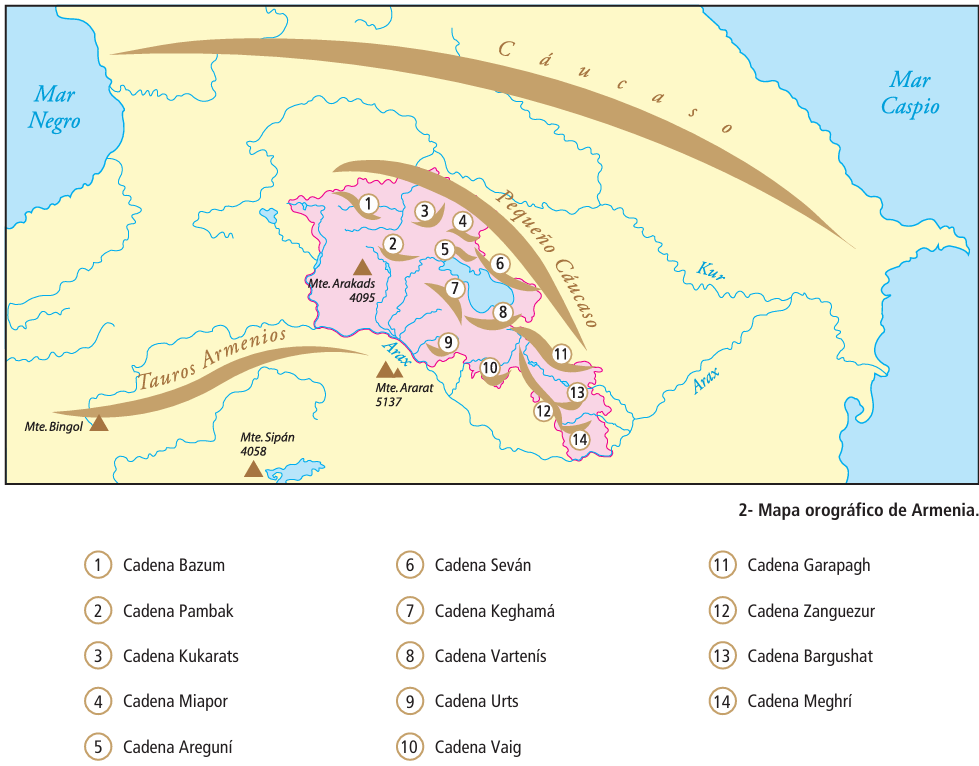 Cáucaso
Mar
Negro
Mar
Caspio
Pequeño Cáucaso
1
3
4
2
5
6
Kur
Mte. Arakads
4095
7
8
Tauros Armenios
9
Arax
11
10
Arax
Mte. Ararat
5137
13
12
Mte. Bingol
14
Mte. Sipán
4058
2- Mapa orográfico de Armenia.
1 Cadena Bazum
2 Cadena Pambak
3 Cadena Kukarats
4 Cadena Miapor
5 Cadena Areguní
6 Cadena Seván
7 Cadena Keghamá
8 Cadena Vartenís
9 Cadena Urts
10 Cadena Vaig
11 Cadena Garapagh
12 Cadena Zanguezur
13 Cadena Bargushat
14 Cadena Meghrí